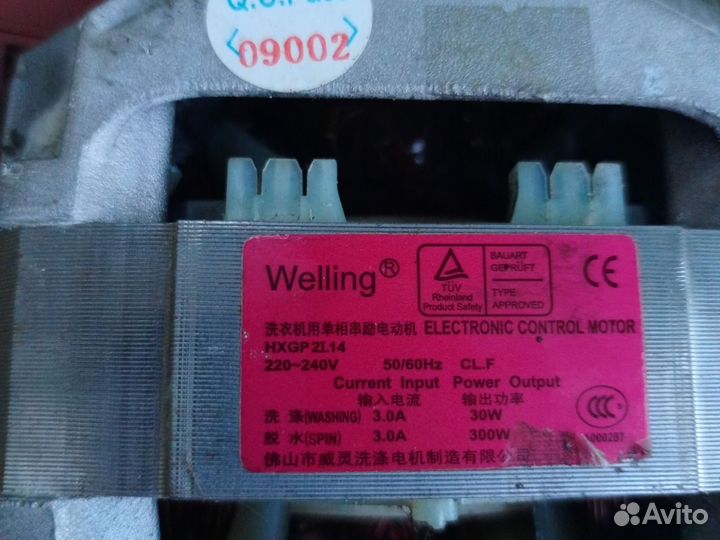 09002
Welling®
TÜV
Rheinland
Product Safety
BAUART
GEPRÜFT
TYPE
APPROVED
CE
洗衣机用单相串励电动机 ELECTRONIC CONTROL MOTOR
HXGP2I.14
220~240V 50/60Hz CL.F
Current Input Power Output
输入电流 输出功率
洗 涤(WASHING) 3.0A 30W
脱 水(SPIN) 3.0A 300W
CCC S
000287
佛山市威灵洗涤电机制造有限公司
Avito